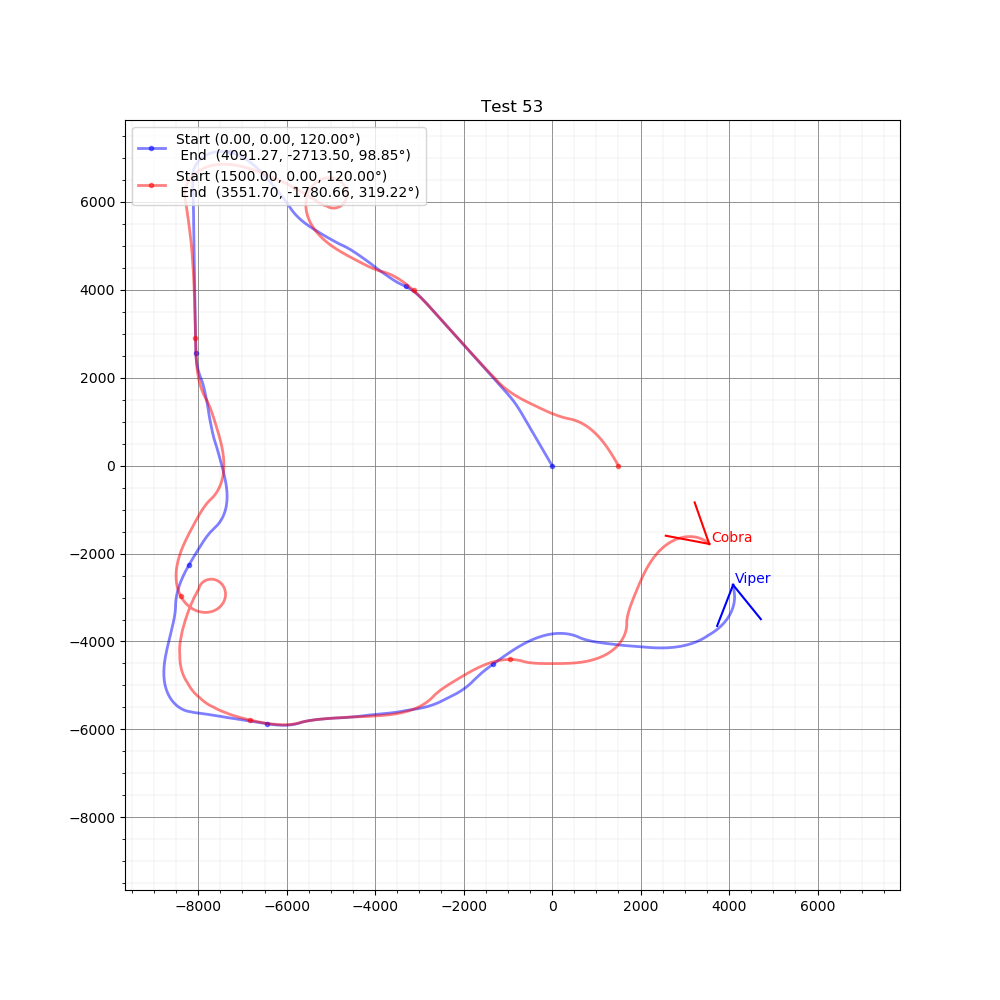 Test 53
Start (0.00, 0.00, 120.00°)
End  (4091.27, -2713.50, 98.85°)
Start (1500.00, 0.00, 120.00°)
End  (3551.70, -1780.66, 319.22°)
6000
4000
2000
0
−2000
−4000
−6000
−8000
Cobra
Viper
−8000 −6000 −4000 −2000 0 2000 4000 6000